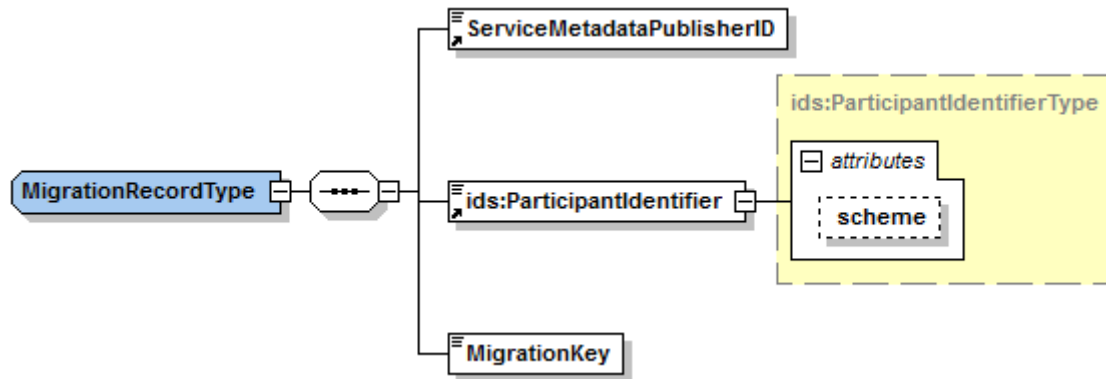 ServiceMetadataPublisherID
ids:ParticipantIdentifierType
attributes
MigrationRecordType
ids:ParticipantIdentifier
scheme
MigrationKey